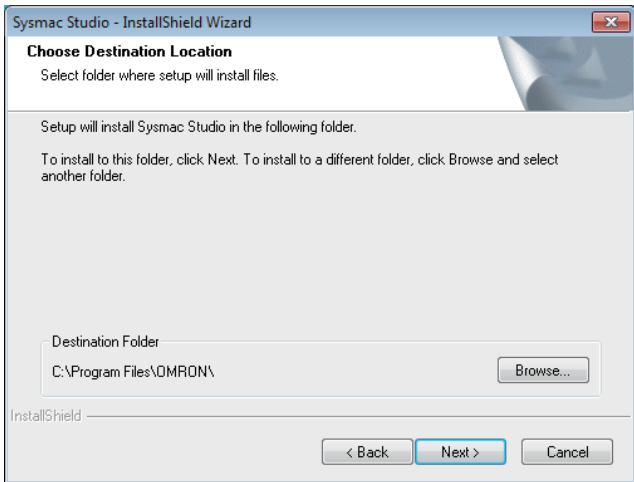 Sysmac Studio - InstallShield Wizard
Choose Destination Location
Select folder where setup will install files.
Setup will install Sysmac Studio in the following folder.
To install to this folder, click Next. To install to a different folder, click Browse and select
another folder.
Destination Folder
C:\Program Files\OMRON\
Browse...
InstallShield
< Back
Next >
Cancel